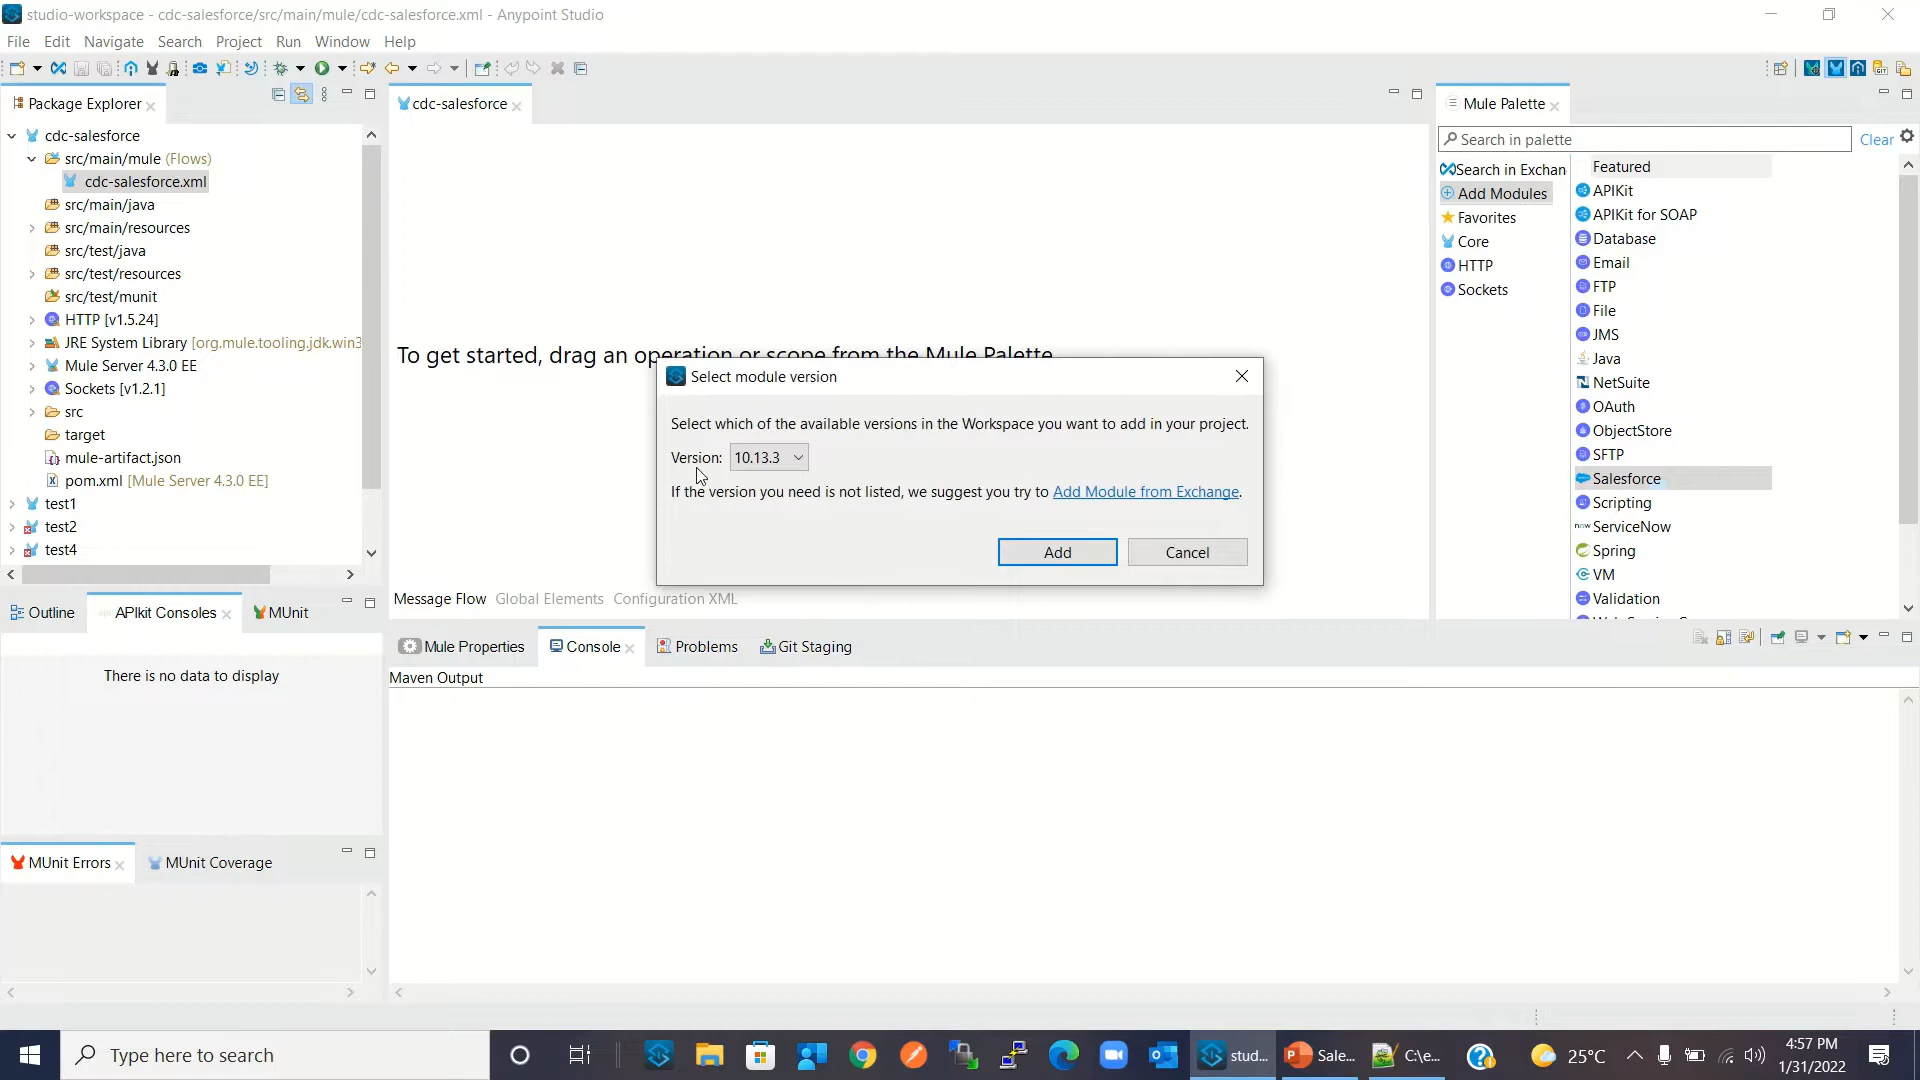 studio-workspace - cdc-salesforce/src/main/mule/cdc-salesforce.xml - Anypoint Studio
File Edit Navigate Search Project Run Window Help
Package Explorer
cdc-salesforce
src/main/mule (Flows)
cdc-salesforce.xml
src/main/java
src/main/resources
src/test/java
src/test/resources
src/test/munit
HTTP [v1.5.24]
JRE System Library [org.mule.tooling.jdk.win3
Mule Server 4.3.0 EE
Sockets [v1.2.1]
src
target
mule-artifact.json
pom.xml [Mule Server 4.3.0 EE]
test1
test2
test4
cdc-salesforce
To get started, drag an operation or scope from the Mule Palette
Select module version
Select which of the available versions in the Workspace you want to add in your project.
Version: 10.13.3
If the version you need is not listed, we suggest you try to Add Module from Exchange.
Add Cancel
Message Flow Global Elements Configuration XML
Mule Palette
Search in palette Clear
Search in Exchan
Add Modules
Favorites
Core
HTTP
Sockets
Featured
APIKit
APIKit for SOAP
Database
Email
FTP
File
JMS
Java
NetSuite
OAuth
ObjectStore
SFTP
Salesforce
Scripting
now ServiceNow
Spring
VM
Validation
Outline APIkit Consoles MUnit
There is no data to display
MUnit Errors MUnit Coverage
Mule Properties Console Problems Git Staging
Maven Output
Type here to search
stud... Sale... C:\e...
25°C
4:57 PM
1/31/2022